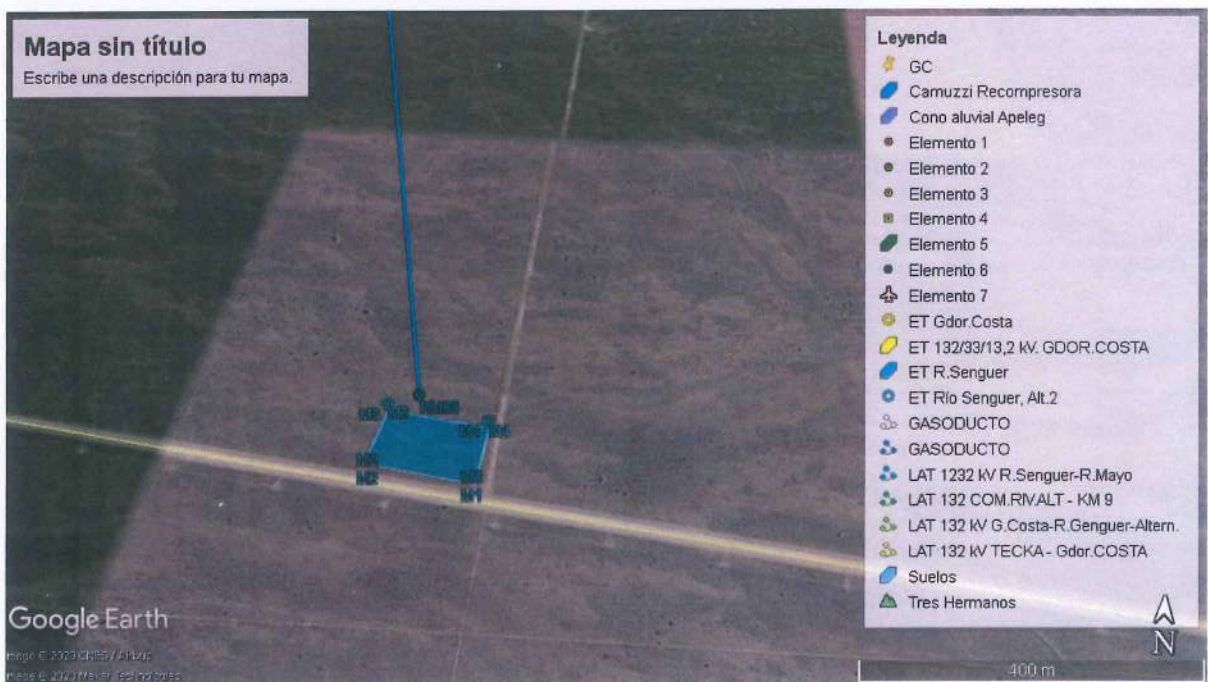 Mapa sin título
Escribe una descripción para tu mapa.
Leyenda
GC
Camuzzi Recompresora
Cono aluvial Apeleg
Elemento 1
Elemento 2
Elemento 3
Elemento 4
Elemento 5
Elemento 6
Elemento 7
ET Gdor.Costa
ET 132/33/13,2 kV. GDOR.COSTA
ET R.Senguer
ET Río Senguer, Alt.2
GASODUCTO
GASODUCTO
LAT 1232 kV R.Senguer-R.Mayo
LAT 132 COM.RIV.ALT - KM 9
LAT 132 kV G.Costa-R.Genguer-Altern.
LAT 132 kV TECKA - Gdor.COSTA
Suelos
Tres Hermanos
Google Earth
N
400 m